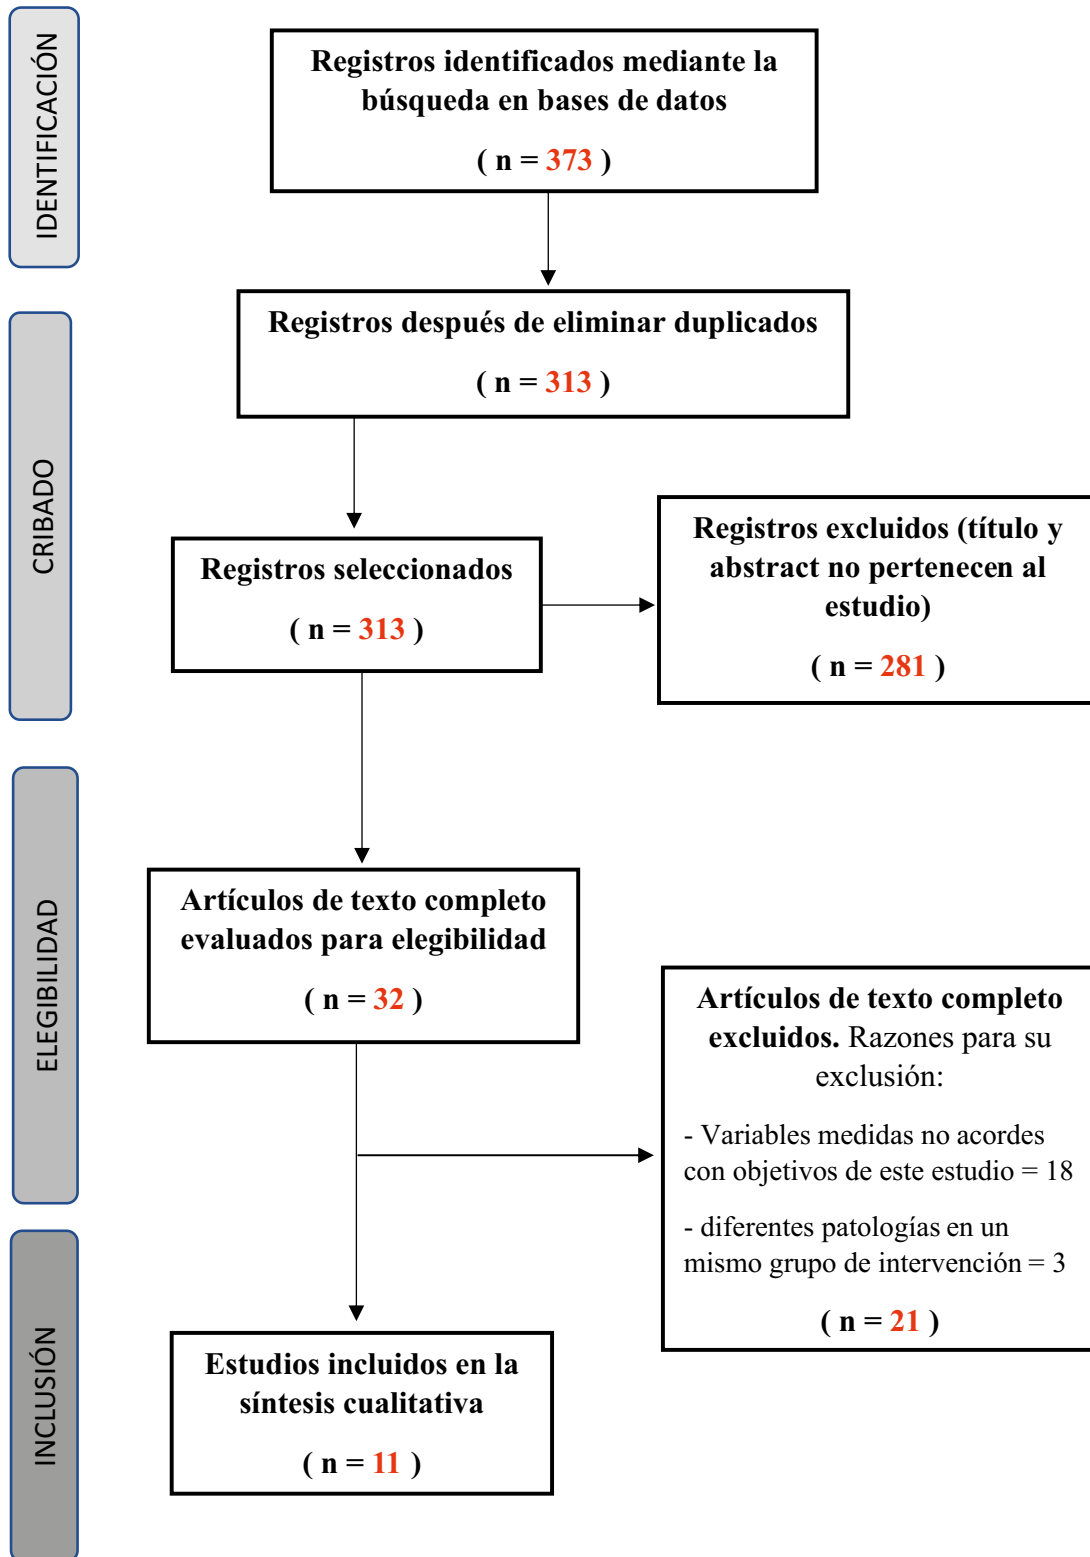 IDENTIFICACIÓN
Registros identificados mediante la
búsqueda en bases de datos
( n = 373 )
CRIBADO
Registros después de eliminar duplicados
( n = 313 )
Registros seleccionados
( n = 313 )
Registros excluidos (título y
abstract no pertenecen al
estudio)
( n = 281 )
ELEGIBILIDAD
Artículos de texto completo
evaluados para elegibilidad
( n = 32 )
Artículos de texto completo
excluidos. Razones para su
exclusión:
- Variables medidas no acordes
con objetivos de este estudio = 18
- diferentes patologías en un
mismo grupo de intervención = 3
( n = 21 )
INCLUSIÓN
Estudios incluidos en la
síntesis cualitativa
( n = 11 )